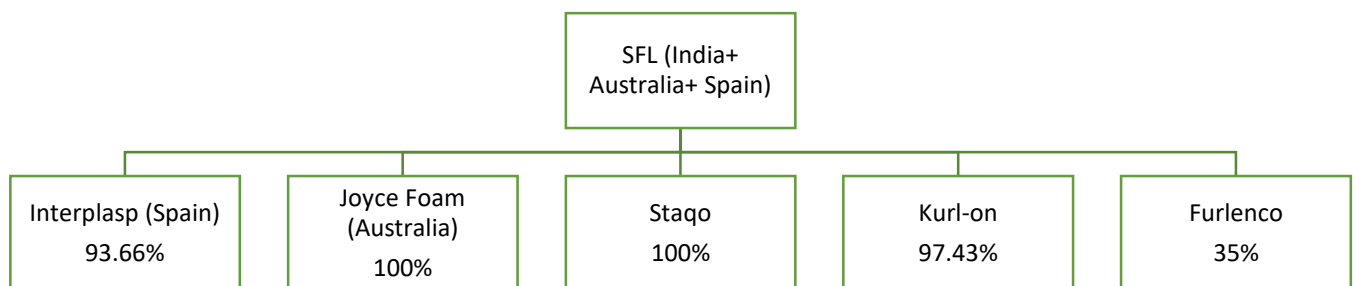 SFL (India+
Australia+ Spain)
Interplasp (Spain)
93.66%
Joyce Foam
(Australia)
100%
Staqo
100%
Kurl-on
97.43%
Furlenco
35%